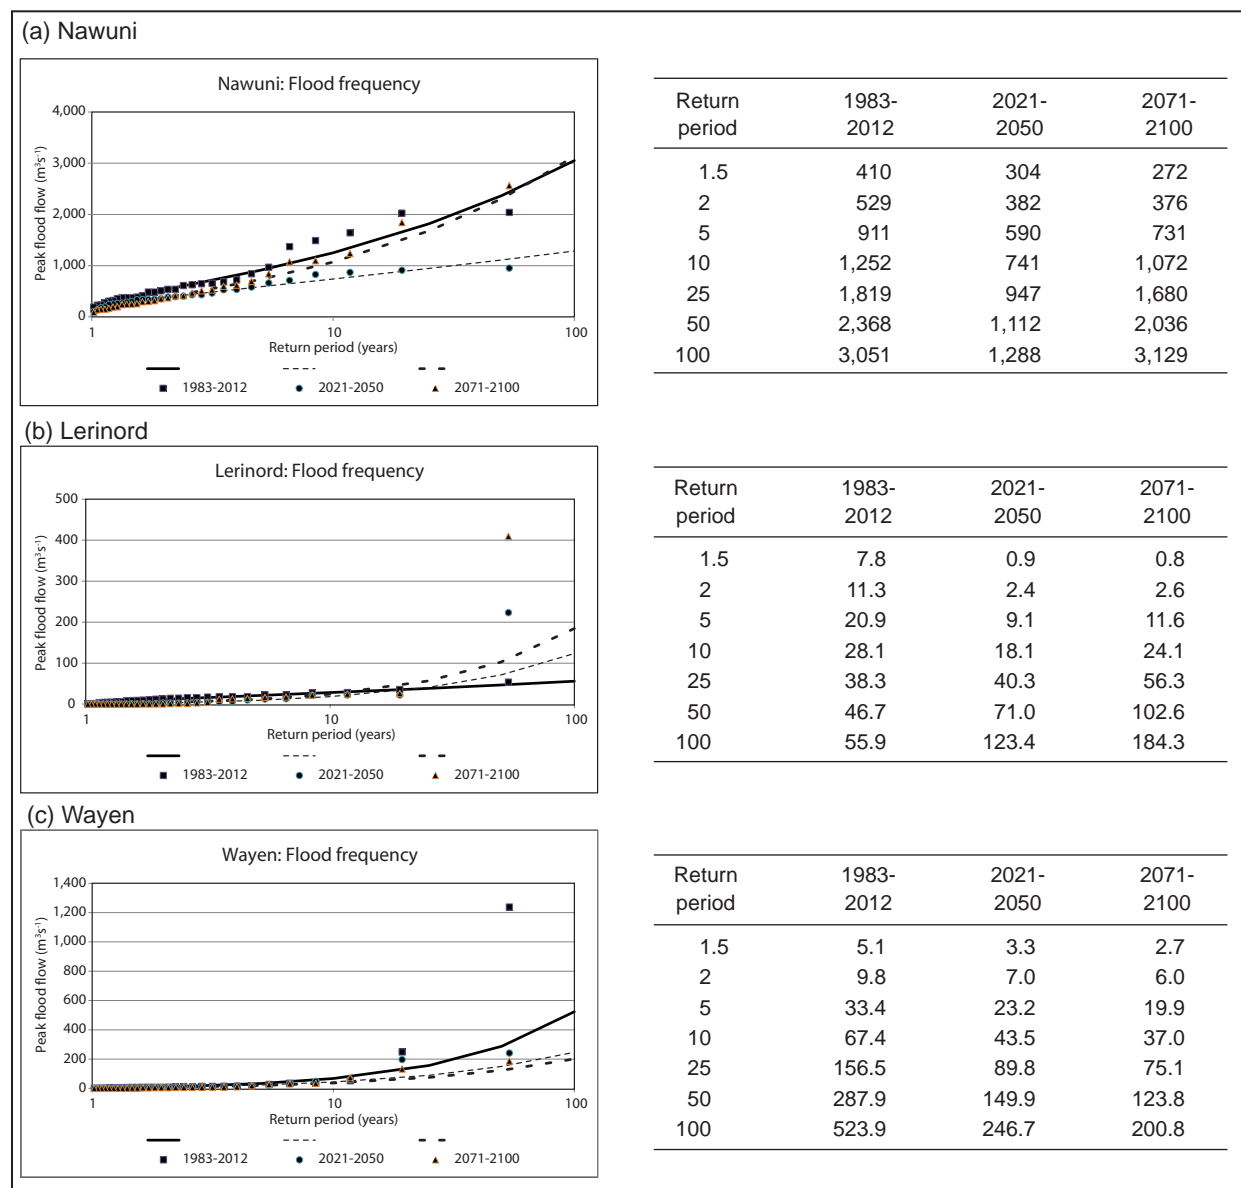 (a) Nawuni
Nawuni: Flood frequency
Peak flood flow (m³s⁻¹)
4,000
3,000
2,000
1,000
0
1 10 100
Return period (years)
1983-2012 2021-2050 2071-2100
Return period 1983-2012 2021-2050 2071-2100
1.5 410 304 272
2 529 382 376
5 911 590 731
10 1,252 741 1,072
25 1,819 947 1,680
50 2,368 1,112 2,036
100 3,051 1,288 3,129
(b) Lerinord
Lerinord: Flood frequency
Peak flood flow (m³s⁻¹)
500
400
300
200
100
0
1 10 100
Return period (years)
1983-2012 2021-2050 2071-2100
Return period 1983-2012 2021-2050 2071-2100
1.5 7.8 0.9 0.8
2 11.3 2.4 2.6
5 20.9 9.1 11.6
10 28.1 18.1 24.1
25 38.3 40.3 56.3
50 46.7 71.0 102.6
100 55.9 123.4 184.3
(c) Wayen
Wayen: Flood frequency
Peak flood flow (m³s⁻¹)
1,400
1,200
1,000
800
600
400
200
0
1 10 100
Return period (years)
1983-2012 2021-2050 2071-2100
Return period 1983-2012 2021-2050 2071-2100
1.5 5.1 3.3 2.7
2 9.8 7.0 6.0
5 33.4 23.2 19.9
10 67.4 43.5 37.0
25 156.5 89.8 75.1
50 287.9 149.9 123.8
100 523.9 246.7 200.8